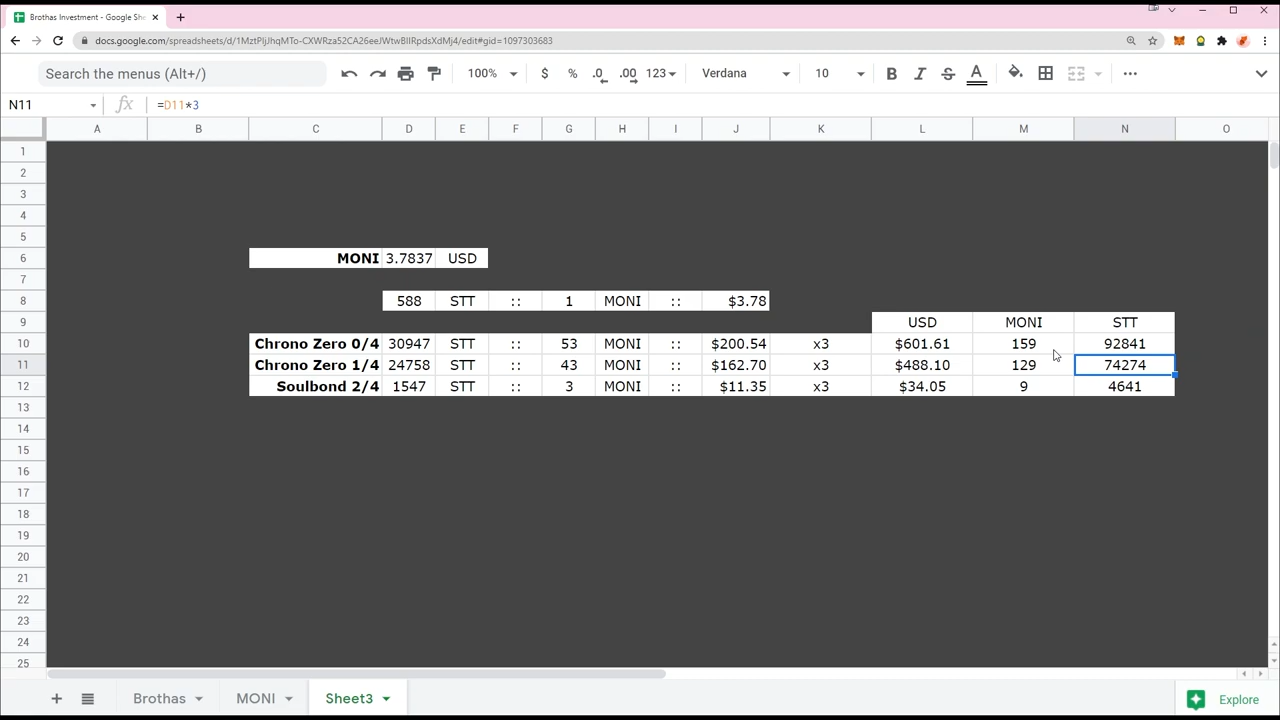 Brothas Investment - Google She
docs.google.com/spreadsheets/d/1MztPIjJhqMTo-CXWRza52CA26eeJWtwBIIRpdsXdMj4/edit#gid=1097303683
Search the menus (Alt+/) 100% $ % .0 .00 123 Verdana 10 B I S A
N11 fx =D11*3
A B C D E F G H I J K L M N O
1
2
3
4
5
6 MONI 3.7837 USD
7
8 588 STT :: 1 MONI :: $3.78
9 USD MONI STT
10 Chrono Zero 0/4 30947 STT :: 53 MONI :: $200.54 x3 $601.61 159 92841
11 Chrono Zero 1/4 24758 STT :: 43 MONI :: $162.70 x3 $488.10 129 74274
12 Soulbond 2/4 1547 STT :: 3 MONI :: $11.35 x3 $34.05 9 4641
13
14
15
16
17
18
19
20
21
22
23
24
25
Brothas MONI Sheet3 Explore